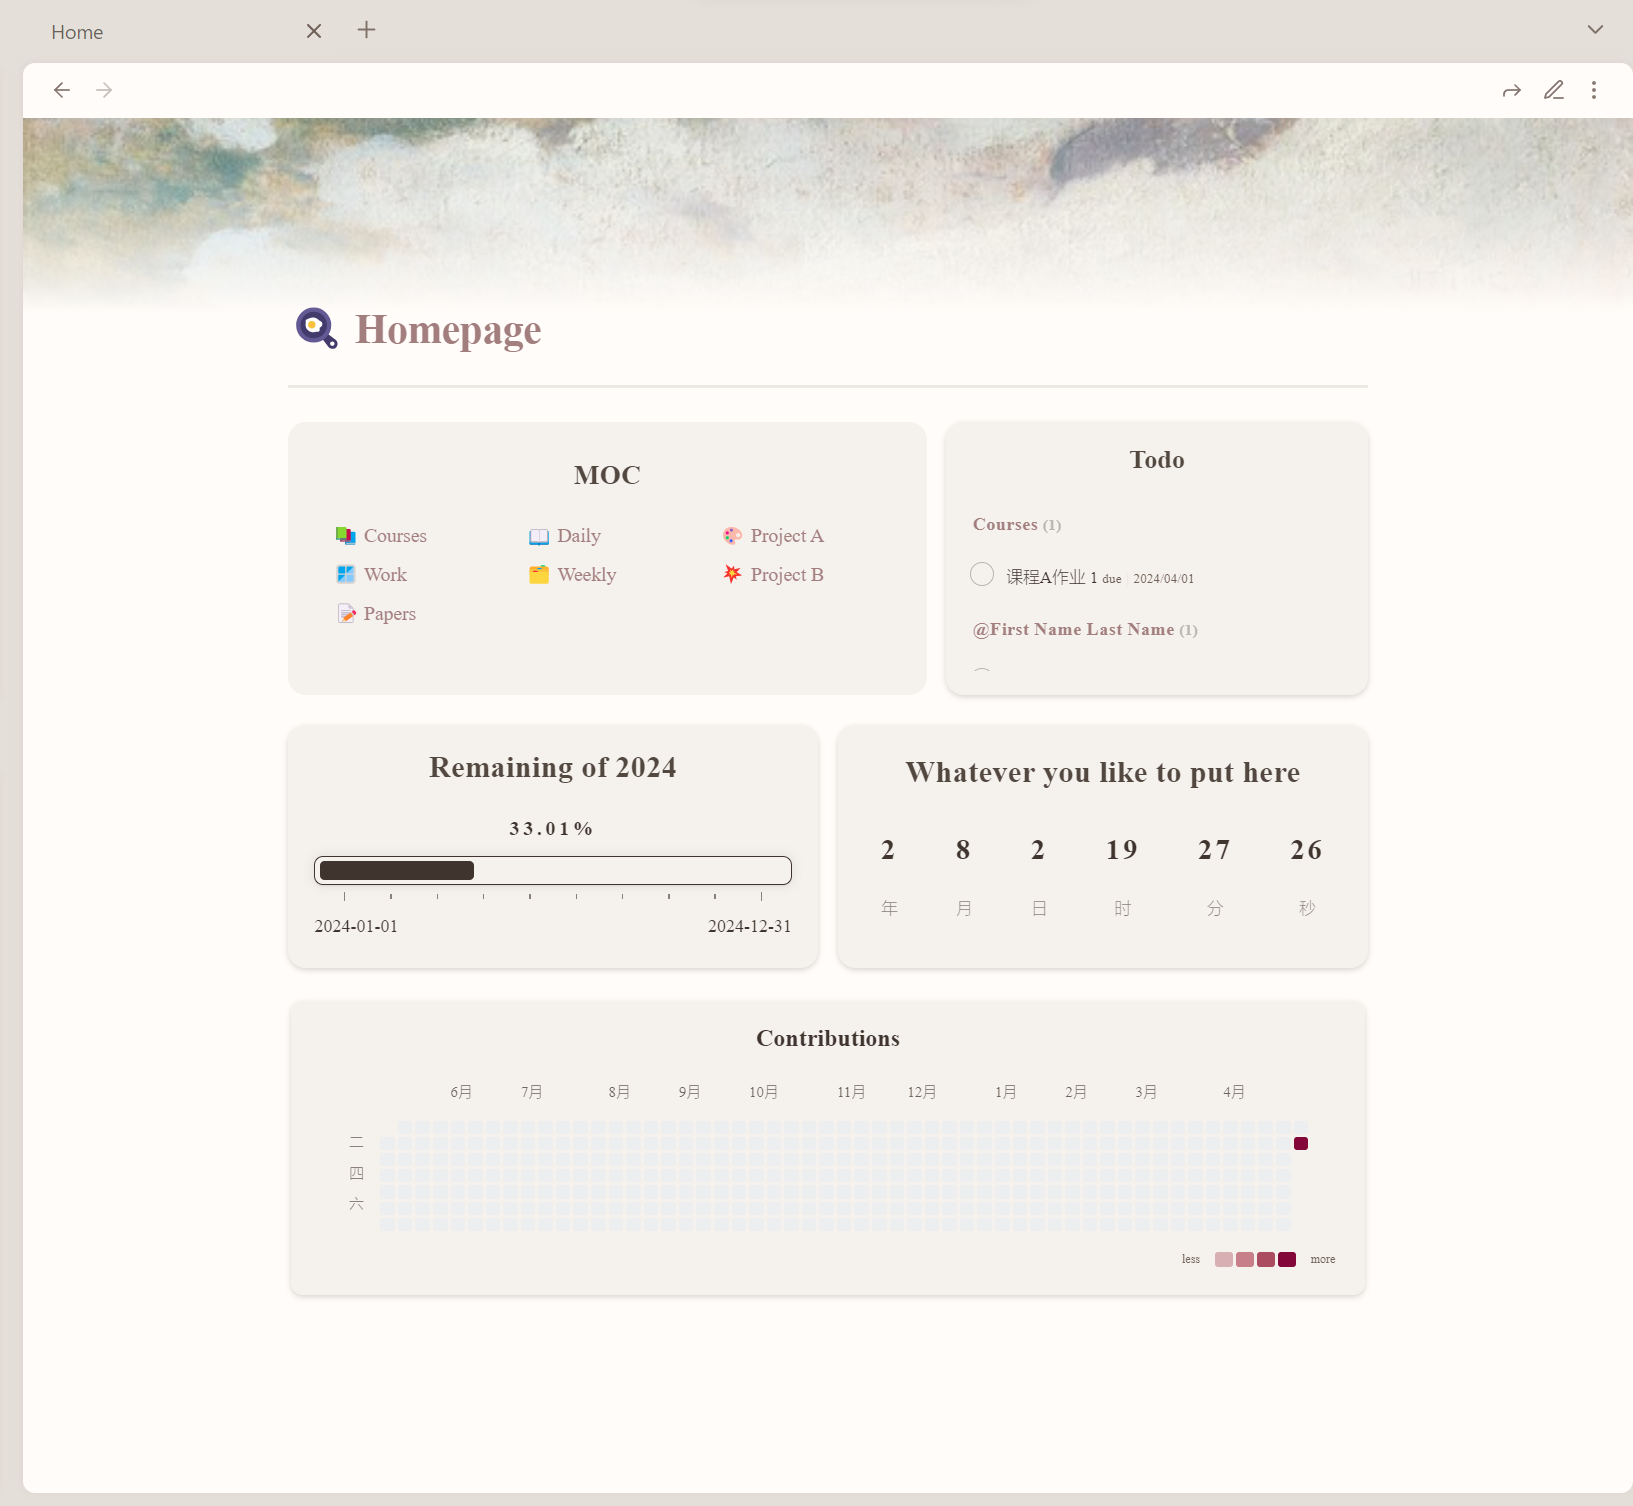 Home
Homepage
MOC
Courses
Daily
Project A
Work
Weekly
Project B
Papers
Todo
Courses (1)
课程A作业 1 due 2024/04/01
@First Name Last Name (1)
Remaining of 2024
33.01%
2024-01-01 2024-12-31
Whatever you like to put here
2 8 2 19 27 26
年 月 日 时 分 秒
Contributions
6月 7月 8月 9月 10月 11月 12月 1月 2月 3月 4月
二
四
六
less more